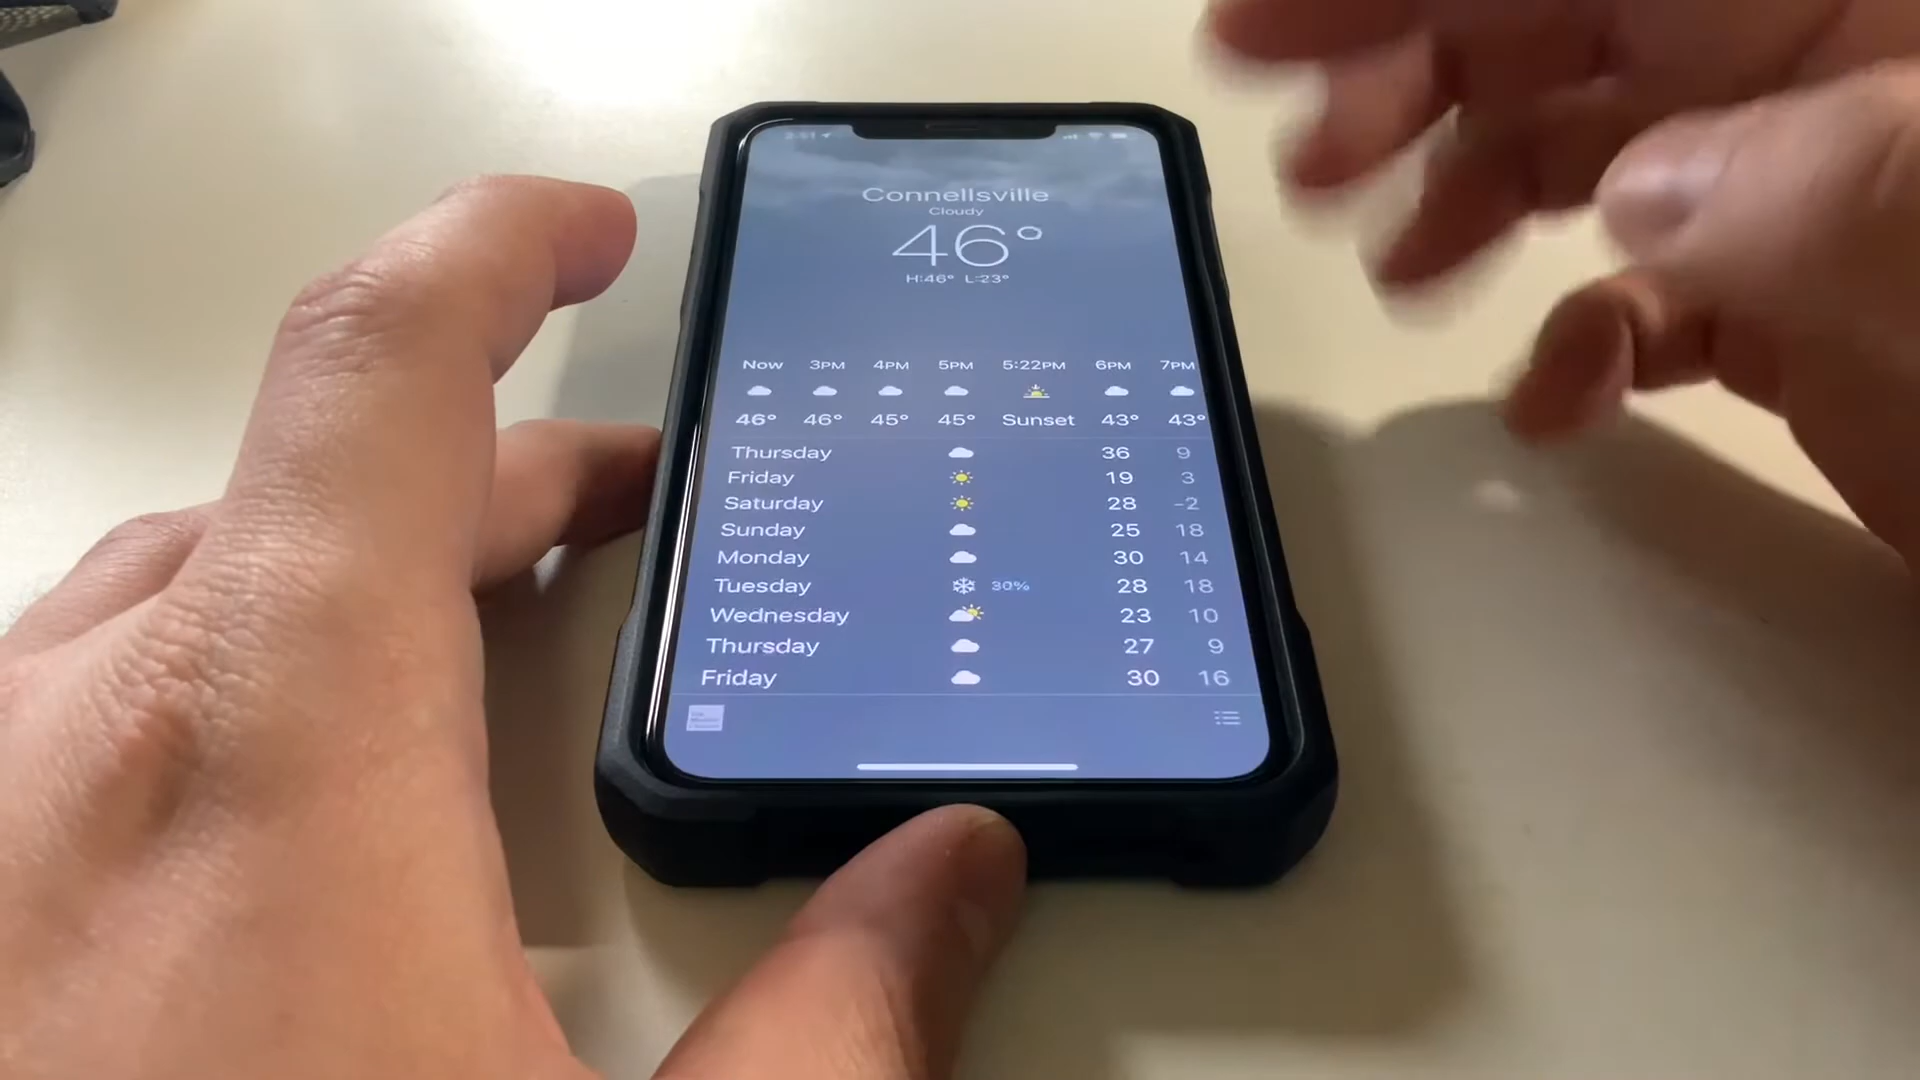 2:51
Connellsville
Cloudy
46°
H:46° L:23°
Now 3PM 4PM 5PM 5:22PM 6PM 7PM
46° 46° 45° 45° Sunset 43° 43°
Thursday 36 9
Friday 19 3
Saturday 28 -2
Sunday 25 18
Monday 30 14
Tuesday 30% 28 18
Wednesday 23 10
Thursday 27 9
Friday 30 16